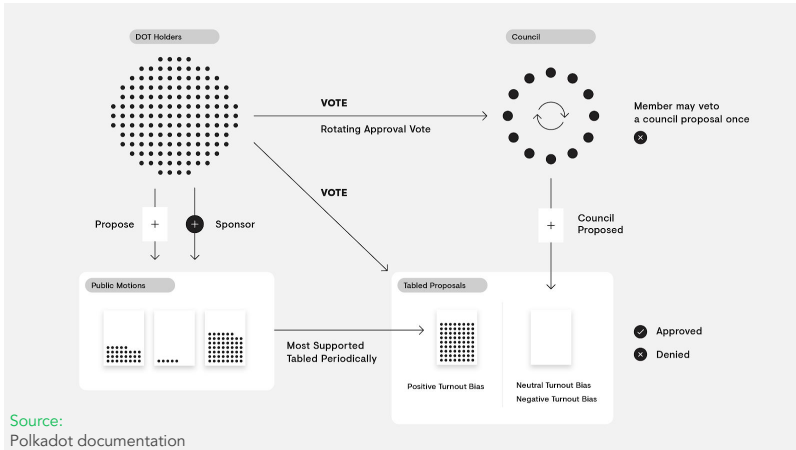 DOT Holders
Council
VOTE
Rotating Approval Vote
Member may veto
a council proposal once
VOTE
Propose
Sponsor
Council
Proposed
Public Motions
Tabled Proposals
Most Supported
Tabled Periodically
Approved
Denied
Positive Turnout Bias
Neutral Turnout Bias
Negative Turnout Bias
Source:
Polkadot documentation